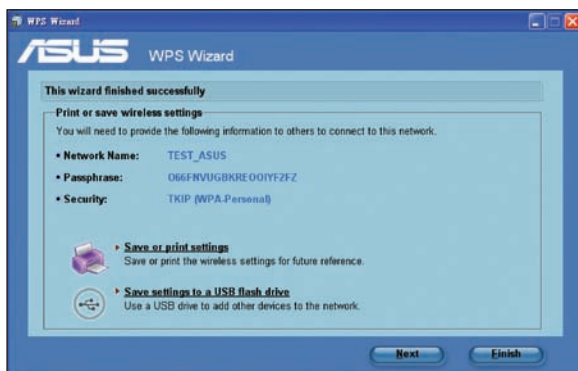 WPS Wizard
ASUS WPS Wizard
This wizard finished successfully
Print or save wireless settings
You will need to provide the following information to others to connect to this network.
• Network Name: TEST_ASUS
• Passphrase: O66FNVUGBKREOOIYF2FZ
• Security: TKIP (WPA-Personal)
Save or print settings
Save or print the wireless settings for future reference.
Save settings to a USB flash drive
Use a USB drive to add other devices to the network.
Next Finish